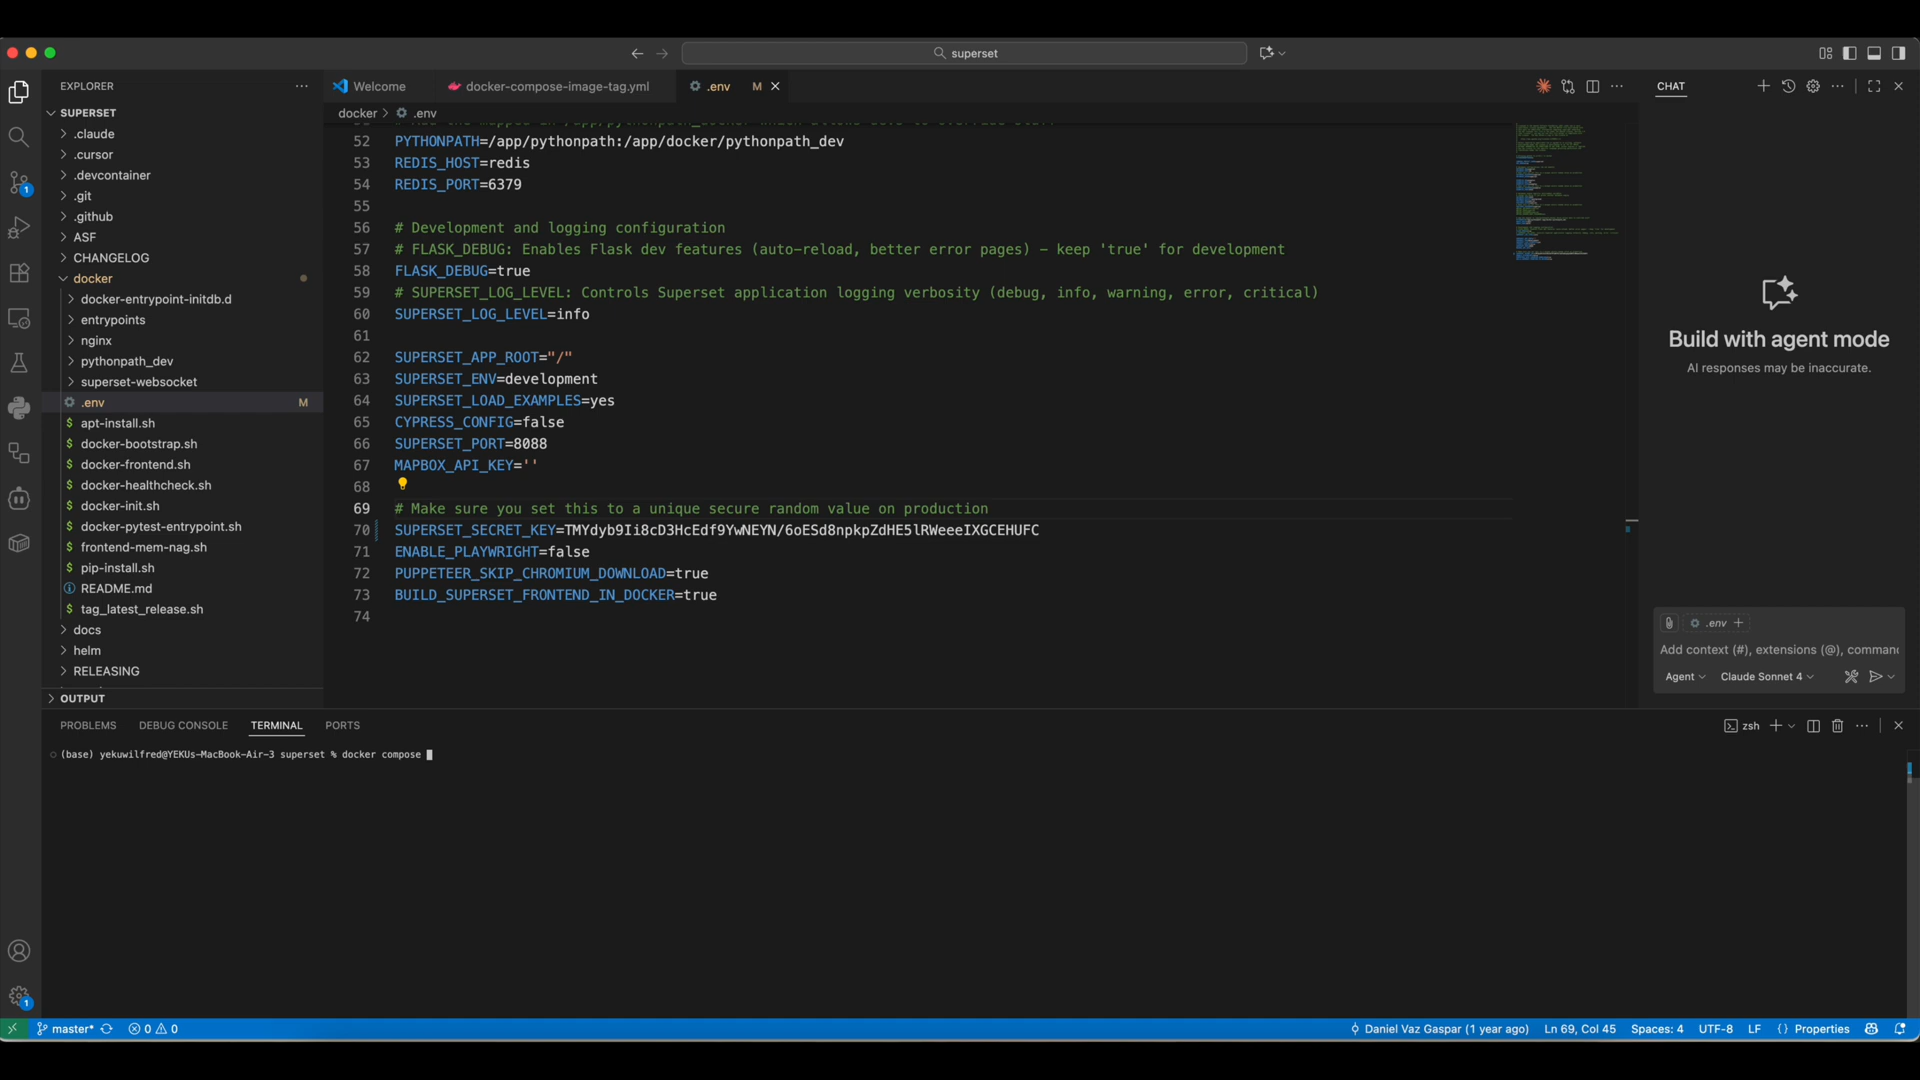 superset
EXPLORER
SUPERSET
.claude
.cursor
.devcontainer
.git
.github
ASF
CHANGELOG
docker
docker-entrypoint-initdb.d
entrypoints
nginx
pythonpath_dev
superset-websocket
.env M
$ apt-install.sh
$ docker-bootstrap.sh
$ docker-frontend.sh
$ docker-healthcheck.sh
$ docker-init.sh
$ docker-pytest-entrypoint.sh
$ frontend-mem-nag.sh
$ pip-install.sh
README.md
$ tag_latest_release.sh
docs
helm
RELEASING
OUTPUT
1
1
Welcome
docker-compose-image-tag.yml
.env M
docker > .env
52 PYTHONPATH=/app/pythonpath:/app/docker/pythonpath_dev
53 REDIS_HOST=redis
54 REDIS_PORT=6379
55
56 # Development and logging configuration
57 # FLASK_DEBUG: Enables Flask dev features (auto-reload, better error pages) - keep 'true' for development
58 FLASK_DEBUG=true
59 # SUPERSET_LOG_LEVEL: Controls Superset application logging verbosity (debug, info, warning, error, critical)
60 SUPERSET_LOG_LEVEL=info
61
62 SUPERSET_APP_ROOT="/"
63 SUPERSET_ENV=development
64 SUPERSET_LOAD_EXAMPLES=yes
65 CYPRESS_CONFIG=false
66 SUPERSET_PORT=8088
67 MAPBOX_API_KEY=''
68
69 # Make sure you set this to a unique secure random value on production
70 SUPERSET_SECRET_KEY=TMYdyb9Ii8cD3HcEdf9YwNEYN/6oESd8npkpZdHE5lRWeeeIXGCEHUFC
71 ENABLE_PLAYWRIGHT=false
72 PUPPETEER_SKIP_CHROMIUM_DOWNLOAD=true
73 BUILD_SUPERSET_FRONTEND_IN_DOCKER=true
74
CHAT
Build with agent mode
AI responses may be inaccurate.
.env
Add context (#), extensions (@), comman
Agent
Claude Sonnet 4
PROBLEMS DEBUG CONSOLE TERMINAL PORTS
zsh
(base) yekuwilfred@YEKUs-MacBook-Air-3 superset % docker compose
master* 0 0
Daniel Vaz Gaspar (1 year ago) Ln 69, Col 45 Spaces: 4 UTF-8 LF {} Properties